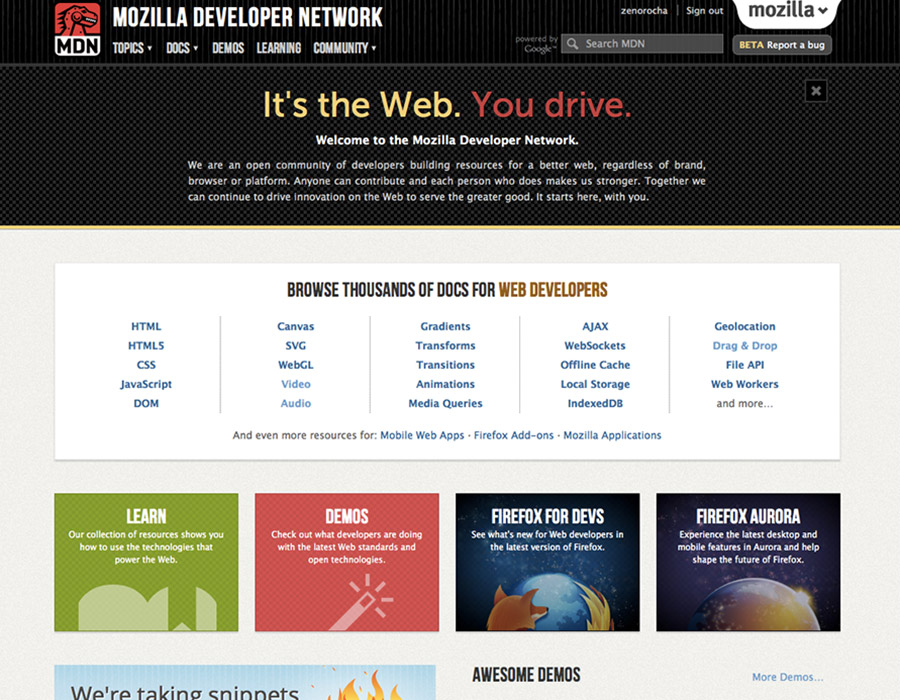 MOZILLA DEVELOPER NETWORK
MDN
TOPICS DOCS DEMOS LEARNING COMMUNITY
zenorocha Sign out
mozilla
powered by
Google™
Search MDN
BETA Report a bug
It's the Web. You drive.
Welcome to the Mozilla Developer Network.
We are an open community of developers building resources for a better web, regardless of brand,
browser or platform. Anyone can contribute and each person who does makes us stronger. Together we
can continue to drive innovation on the Web to serve the greater good. It starts here, with you.
BROWSE THOUSANDS OF DOCS FOR WEB DEVELOPERS
HTML
HTML5
CSS
JavaScript
DOM
Canvas
SVG
WebGL
Video
Audio
Gradients
Transforms
Transitions
Animations
Media Queries
AJAX
WebSockets
Offline Cache
Local Storage
IndexedDB
Geolocation
Drag & Drop
File API
Web Workers
and more...
And even more resources for: Mobile Web Apps · Firefox Add-ons · Mozilla Applications
LEARN
Our collection of resources shows you
how to use the technologies that
power the Web.
DEMOS
Check out what developers are doing
with the latest Web standards and
open technologies.
FIREFOX FOR DEVS
See what's new for Web developers in
the latest version of Firefox.
FIREFOX AURORA
Experience the latest desktop and
mobile features in Aurora and help
shape the future of Firefox.
We're taking snippets
AWESOME DEMOS
More Demos...